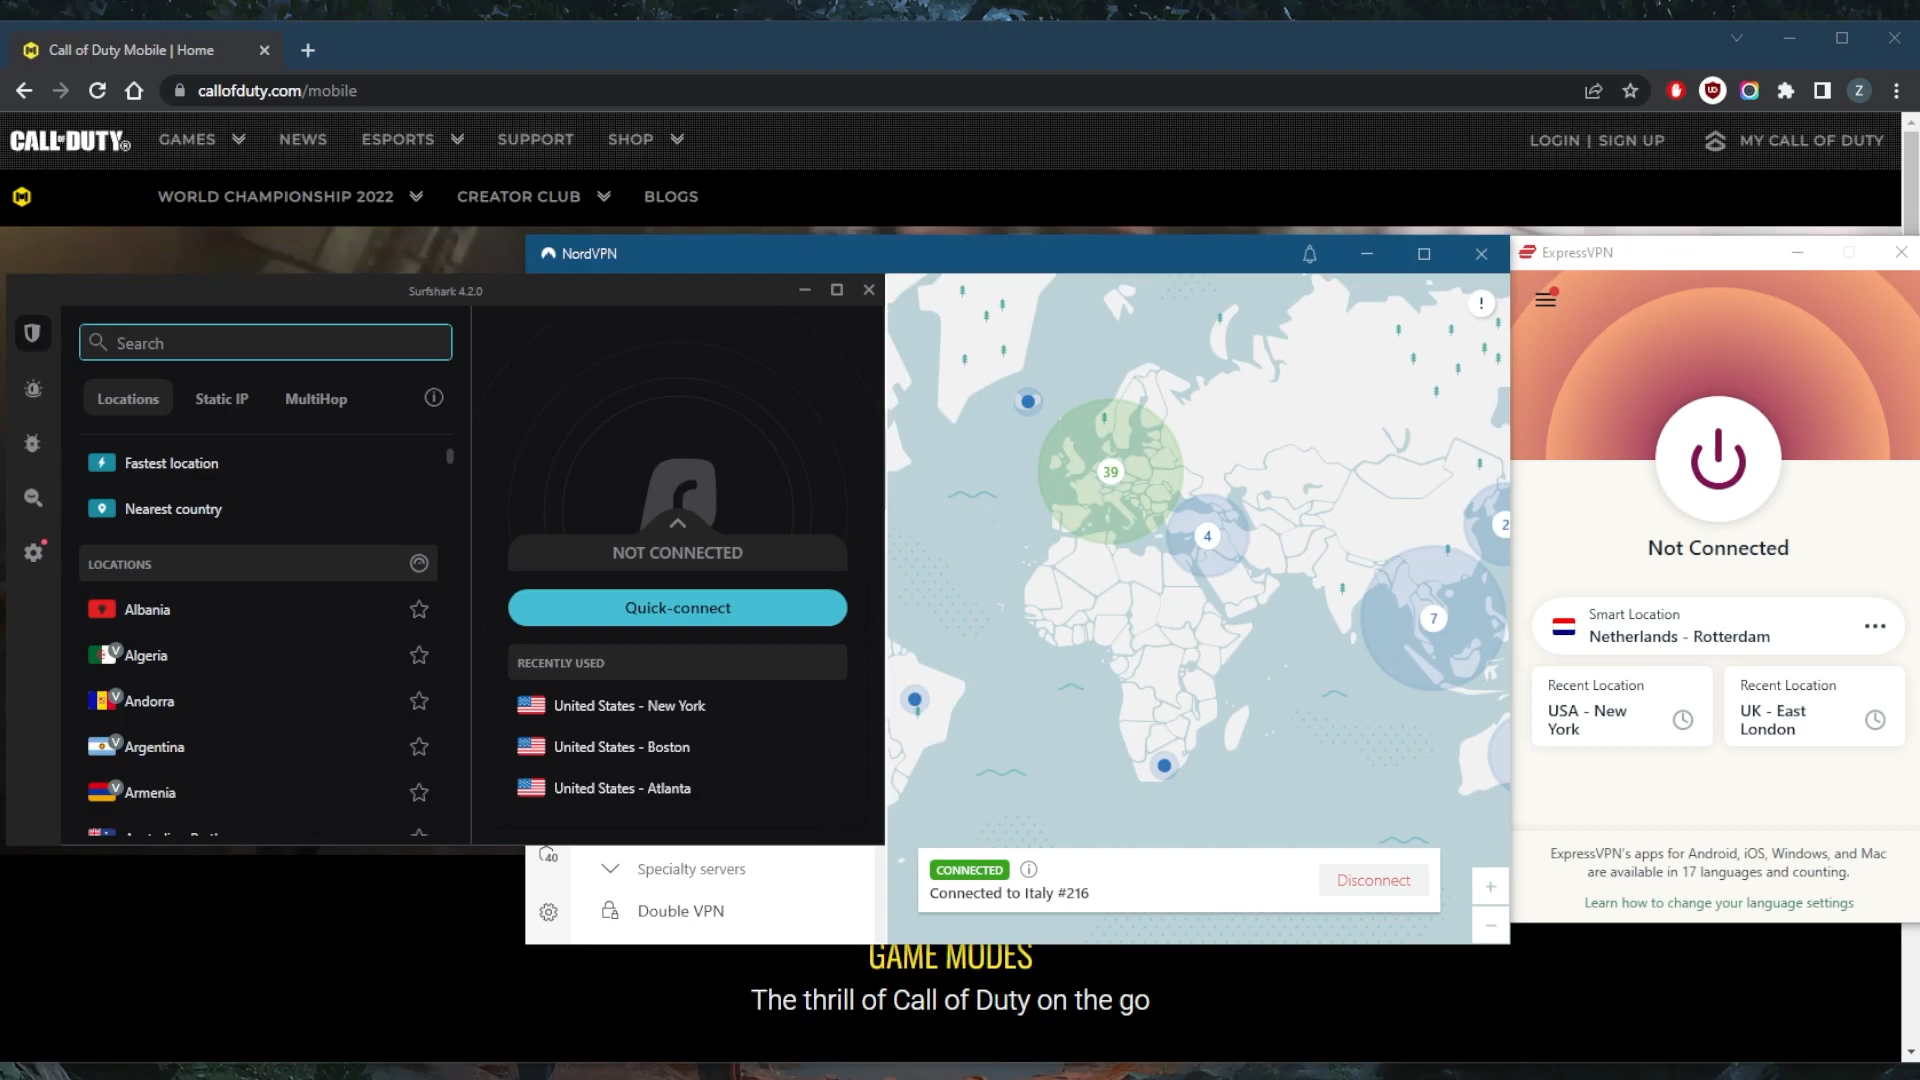 Call of Duty Mobile | Home
callofduty.com/mobile
Z
CALL OF DUTY®
GAMES
NEWS
ESPORTS
SUPPORT
SHOP
LOGIN | SIGN UP
MY CALL OF DUTY
WORLD CHAMPIONSHIP 2022
CREATOR CLUB
BLOGS
NordVPN
ExpressVPN
Surfshark 4.2.0
Search
Locations
Static IP
MultiHop
Fastest location
Nearest country
LOCATIONS
Albania
Algeria
V
Andorra
V
Argentina
V
Armenia
V
NOT CONNECTED
Quick-connect
RECENTLY USED
United States - New York
United States - Boston
United States - Atlanta
39
4
7
2
!
40
Specialty servers
Double VPN
CONNECTED
Connected to Italy #216
Disconnect
Not Connected
Smart Location
Netherlands - Rotterdam
Recent Location
USA - New
York
Recent Location
UK - East
London
ExpressVPN's apps for Android, iOS, Windows, and Mac
are available in 17 languages and counting.
Learn how to change your language settings
GAME MODES
The thrill of Call of Duty on the go